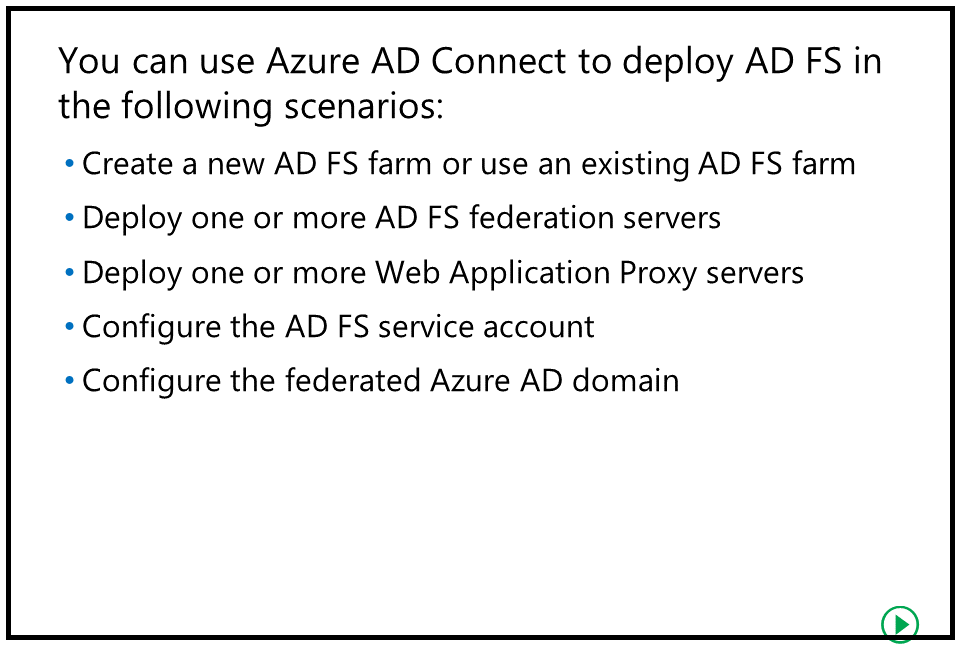 You can use Azure AD Connect to deploy AD FS in
the following scenarios:
• Create a new AD FS farm or use an existing AD FS farm
• Deploy one or more AD FS federation servers
• Deploy one or more Web Application Proxy servers
• Configure the AD FS service account
• Configure the federated Azure AD domain